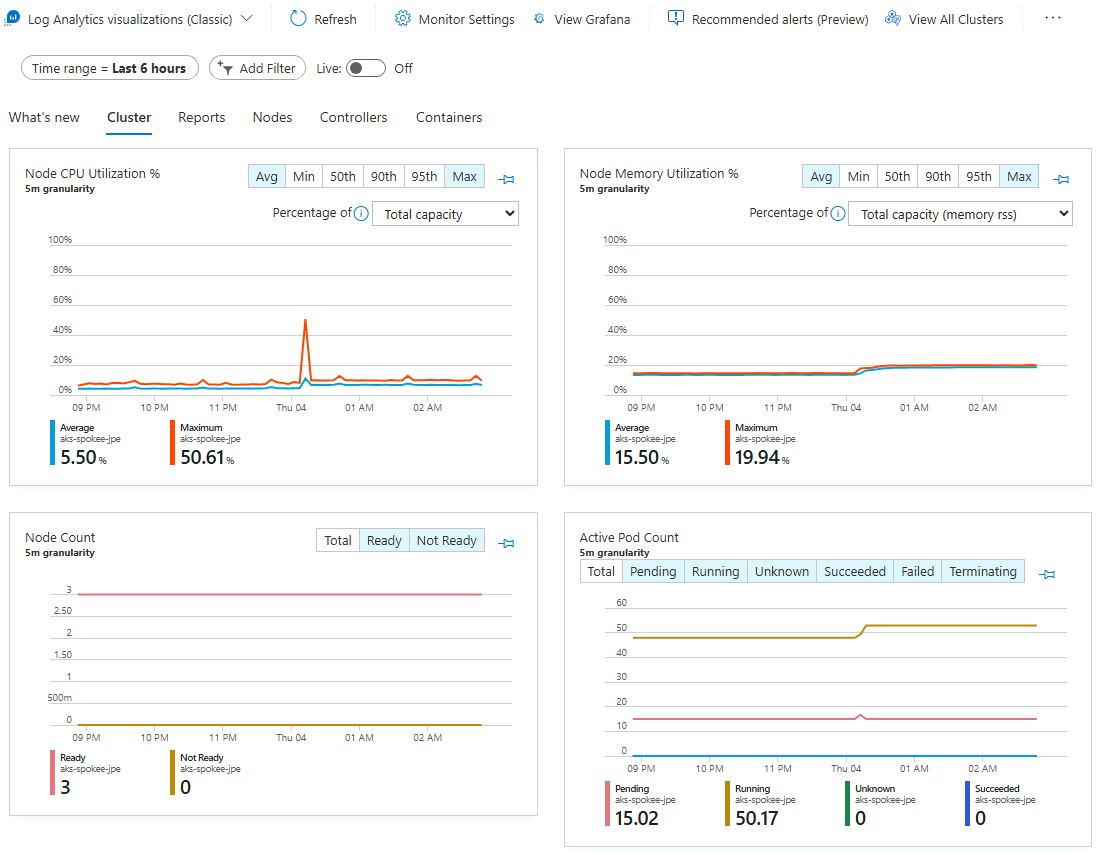 Log Analytics visualizations (Classic) Refresh Monitor Settings View Grafana Recommended alerts (Preview) View All Clusters ...
Time range = Last 6 hours Add Filter Live: Off
What's new Cluster Reports Nodes Controllers Containers
Node CPU Utilization %
5m granularity
Avg Min 50th 90th 95th Max
Percentage of Total capacity
100%
80%
60%
40%
20%
0%
09 PM 10 PM 11 PM Thu 04 01 AM 02 AM
Average Maximum
aks-spokee-jpe aks-spokee-jpe
5.50 % 50.61 %
Node Memory Utilization %
5m granularity
Avg Min 50th 90th 95th Max
Percentage of Total capacity (memory rss)
100%
80%
60%
40%
20%
0%
09 PM 10 PM 11 PM Thu 04 01 AM 02 AM
Average Maximum
aks-spokee-jpe aks-spokee-jpe
15.50 % 19.94 %
Node Count
5m granularity
Total Ready Not Ready
3
2.50
2
1.50
1
500m
0
09 PM 10 PM 11 PM Thu 04 01 AM 02 AM
Ready Not Ready
aks-spokee-jpe aks-spokee-jpe
3 0
Active Pod Count
5m granularity
Total Pending Running Unknown Succeeded Failed Terminating
60
50
40
30
20
10
0
09 PM 10 PM 11 PM Thu 04 01 AM 02 AM
Pending Running Unknown Succeeded
aks-spokee-jpe aks-spokee-jpe aks-spokee-jpe aks-spokee-jpe
15.02 50.17 0 0